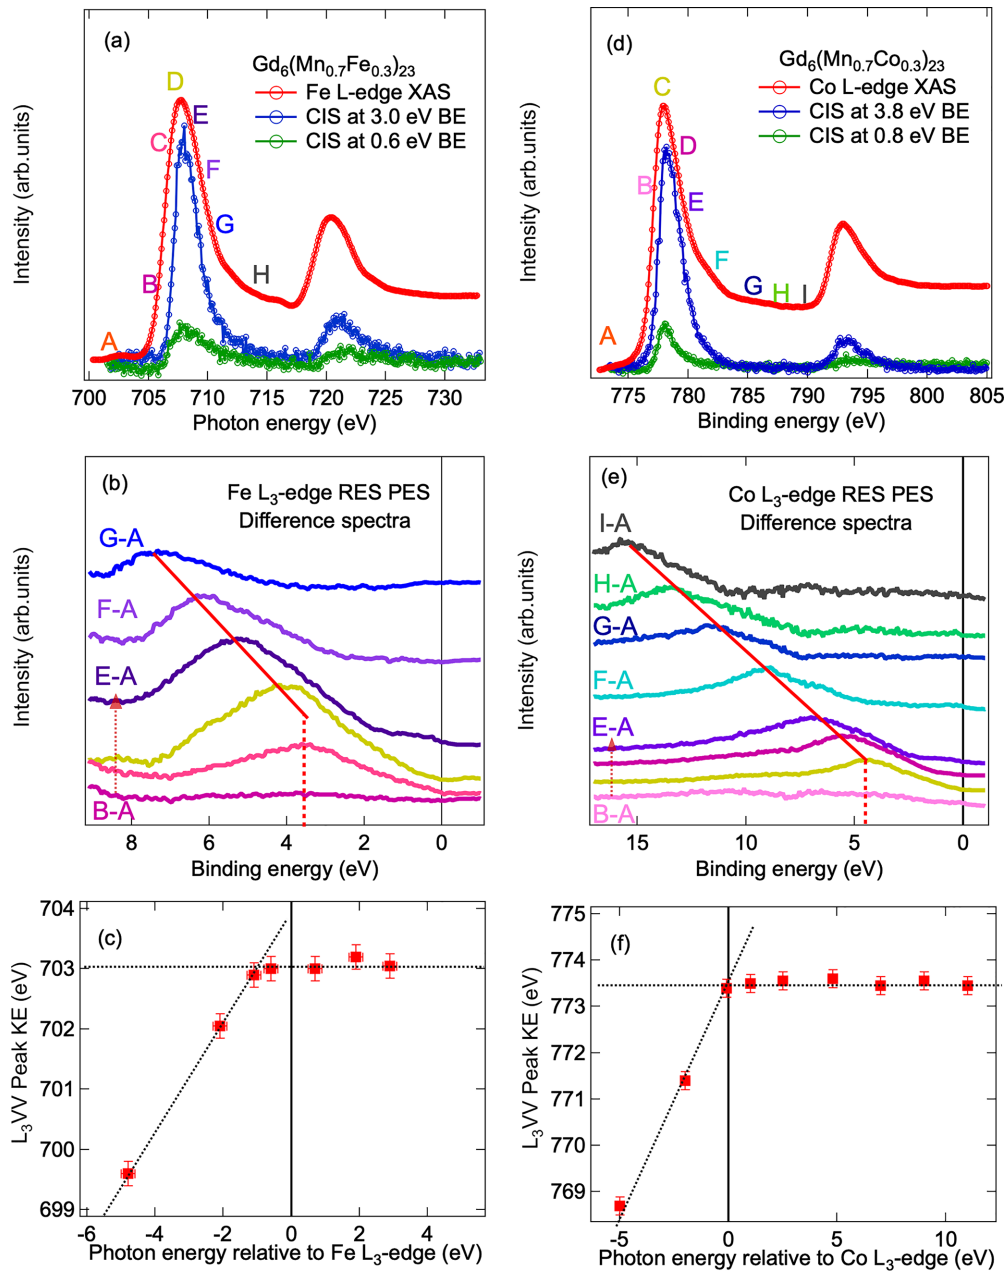 (a)
Gd6(Mn0.7Fe0.3)23
Fe L-edge XAS
CIS at 3.0 eV BE
CIS at 0.6 eV BE
D
E
C
F
G
H
B
A
Intensity (arb.units)
700 705 710 715 720 725 730
Photon energy (eV)
(d)
Gd6(Mn0.7Co0.3)23
Co L-edge XAS
CIS at 3.8 eV BE
CIS at 0.8 eV BE
C
D
B
E
F
G
H
I
A
Intensity (arb.units)
775 780 785 790 795 800 805
Binding energy (eV)
(b)
Fe L3-edge RES PES
Difference spectra
G-A
F-A
E-A
B-A
Intensity (arb.units)
8 6 4 2 0
Binding energy (eV)
(e)
Co L3-edge RES PES
Difference spectra
I-A
H-A
G-A
F-A
E-A
B-A
Intensity (arb.units)
15 10 5 0
Binding energy (eV)
(c)
704
703
702
701
700
699
L3VV Peak KE (eV)
-6 -4 -2 0 2 4
Photon energy relative to Fe L3-edge (eV)
(f)
775
774
773
772
771
770
769
L3VV Peak KE (eV)
-5 0 5 10
Photon energy relative to Co L3-edge (eV)